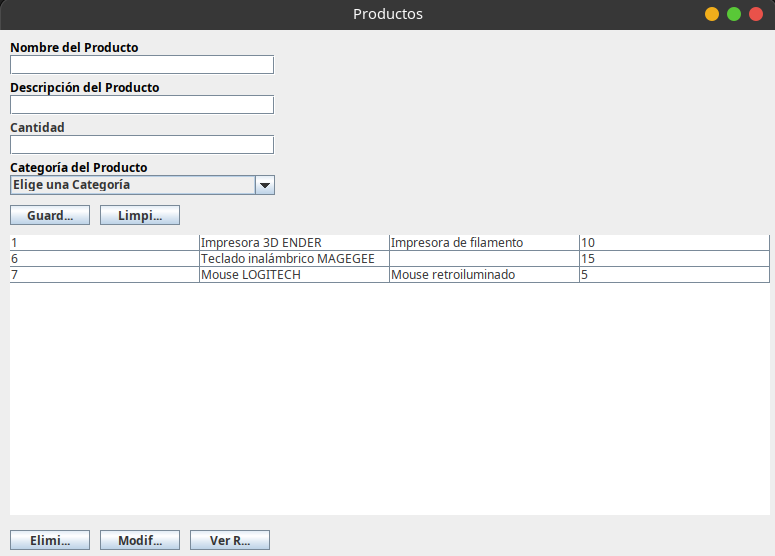 Productos
Nombre del Producto
Descripción del Producto
Cantidad
Categoría del Producto
Elige una Categoría
Guard... Limpi...
1 Impresora 3D ENDER Impresora de filamento 10
6 Teclado inalámbrico MAGEGEE 15
7 Mouse LOGITECH Mouse retroiluminado 5
Elimi... Modif... Ver R...